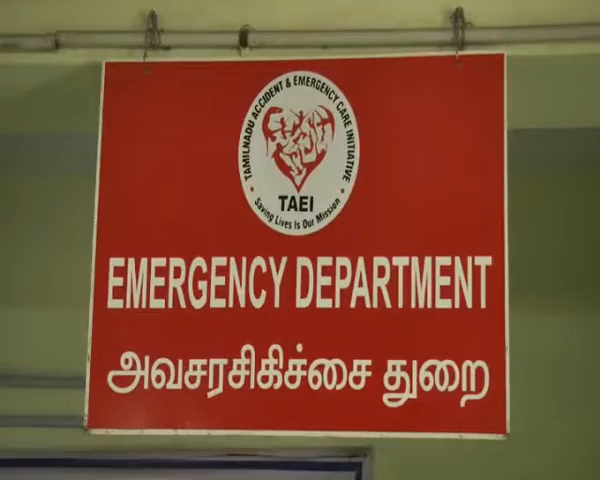 TAMILNADU ACCIDENT & EMERGENCY CARE INITIATIVE
TAEI
Saving Lives Is Our Mission
EMERGENCY DEPARTMENT
அவசரசிகிச்சை துறை